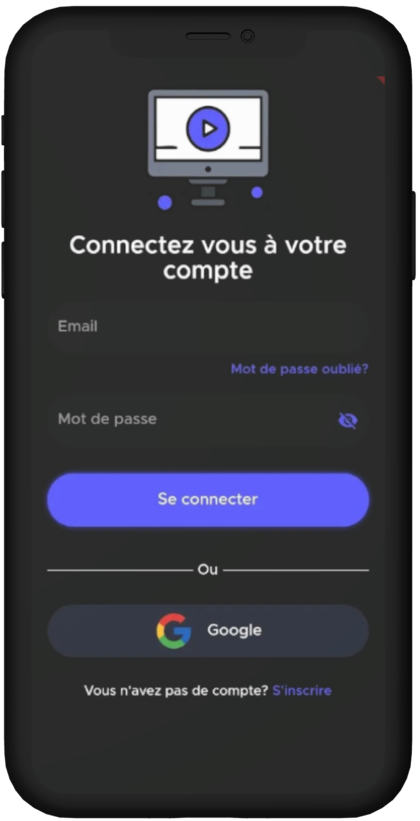 Connectez vous à votre
compte
Email
Mot de passe oublié?
Mot de passe
Se connecter
Ou
Google
Vous n'avez pas de compte? S'inscrire